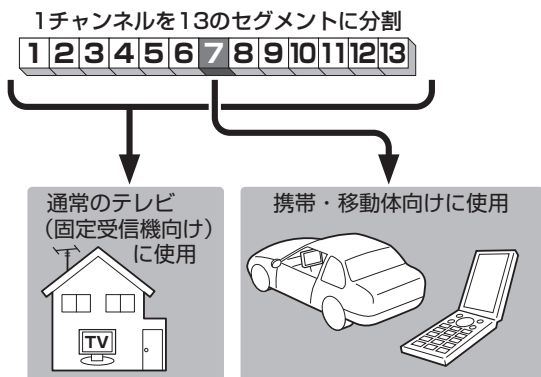 1チャンネルを13のセグメントに分割
1 2 3 4 5 6 7 8 9 10 11 12 13
通常のテレビ
（固定受信機向け）
に使用
TV
携帯・移動体向けに使用